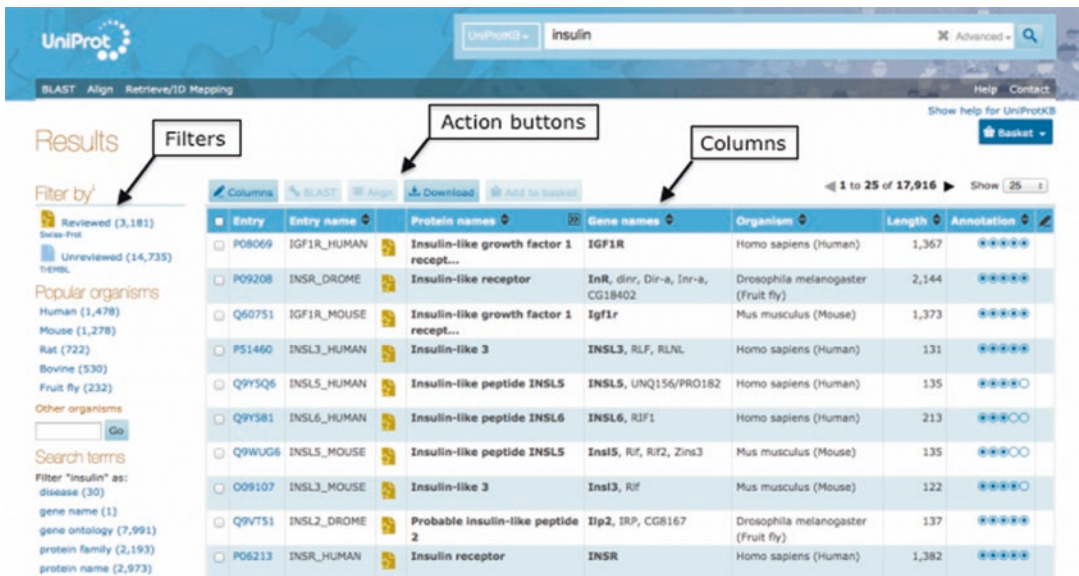 UniProt
UniProtKB
insulin
Advanced
BLAST Align Retrieve/ID Mapping
Help Contact
Show help for UniProtKB
Basket
Results
Filters
Action buttons
Columns
Filter by
Columns BLAST Align Download Add to basket
1 to 25 of 17,916 Show 25
Reviewed (3,181)
Swiss-Prot
Unreviewed (14,735)
TrEMBL
Popular organisms
Human (1,478)
Mouse (1,278)
Rat (722)
Bovine (530)
Fruit fly (232)
Other organisms
Go
Search terms
Filter "insulin" as:
disease (30)
gene name (1)
gene ontology (7,991)
protein family (2,193)
protein name (2,973)
Entry Entry name Protein names Gene names Organism Length Annotation
P08069 IGF1R_HUMAN Insulin-like growth factor 1 IGF1R Homo sapiens (Human) 1,367
recept...
P09208 INSR_DROME Insulin-like receptor InR, dinr, Dir-a, Inr-a, Drosophila melanogaster 2,144
CG18402 (Fruit fly)
Q60751 IGF1R_MOUSE Insulin-like growth factor 1 Igf1r Mus musculus (Mouse) 1,373
recept...
P51460 INSL3_HUMAN Insulin-like 3 INSL3, RLF, RLNL Homo sapiens (Human) 131
Q9Y5Q6 INSL5_HUMAN Insulin-like peptide INSL5 INSL5, UNQ156/PRO182 Homo sapiens (Human) 135
Q9Y581 INSL6_HUMAN Insulin-like peptide INSL6 INSL6, RIF1 Homo sapiens (Human) 213
Q9WUG6 INSL5_MOUSE Insulin-like peptide INSL5 Insl5, Rif, Rif2, Zins3 Mus musculus (Mouse) 135
O09107 INSL3_MOUSE Insulin-like 3 Insl3, Rlf Mus musculus (Mouse) 122
Q9VT51 INSL2_DROME Probable insulin-like peptide Ilp2, IRP, CG8167 Drosophila melanogaster 137
2 (Fruit fly)
P06213 INSR_HUMAN Insulin receptor INSR Homo sapiens (Human) 1,382